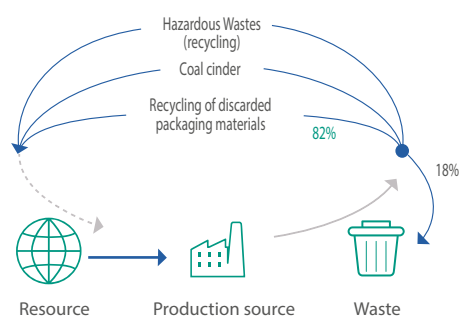 Hazardous Wastes
(recycling)
Coal cinder
Recycling of discarded
packaging materials
82%
18%
Resource
Production source
Waste